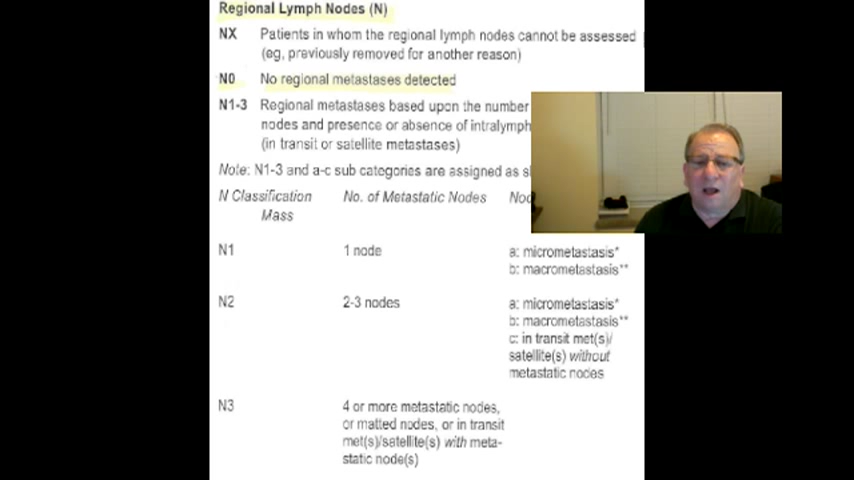 Regional Lymph Nodes (N)
NX Patients in whom the regional lymph nodes cannot be assessed
(eg, previously removed for another reason)
N0 No regional metastases detected
N1-3 Regional metastases based upon the number
nodes and presence or absence of intralymph
(in transit or satellite metastases)
Note: N1-3 and a-c sub categories are assigned as
N Classification No. of Metastatic Nodes
Mass
N1 1 node a: micrometastasis*
b: macrometastasis**
N2 2-3 nodes a: micrometastasis*
b: macrometastasis**
c: in transit met(s)/
satellite(s) without
metastatic nodes
N3 4 or more metastatic nodes,
or matted nodes, or in transit
met(s)/satellite(s) with meta-
static node(s)